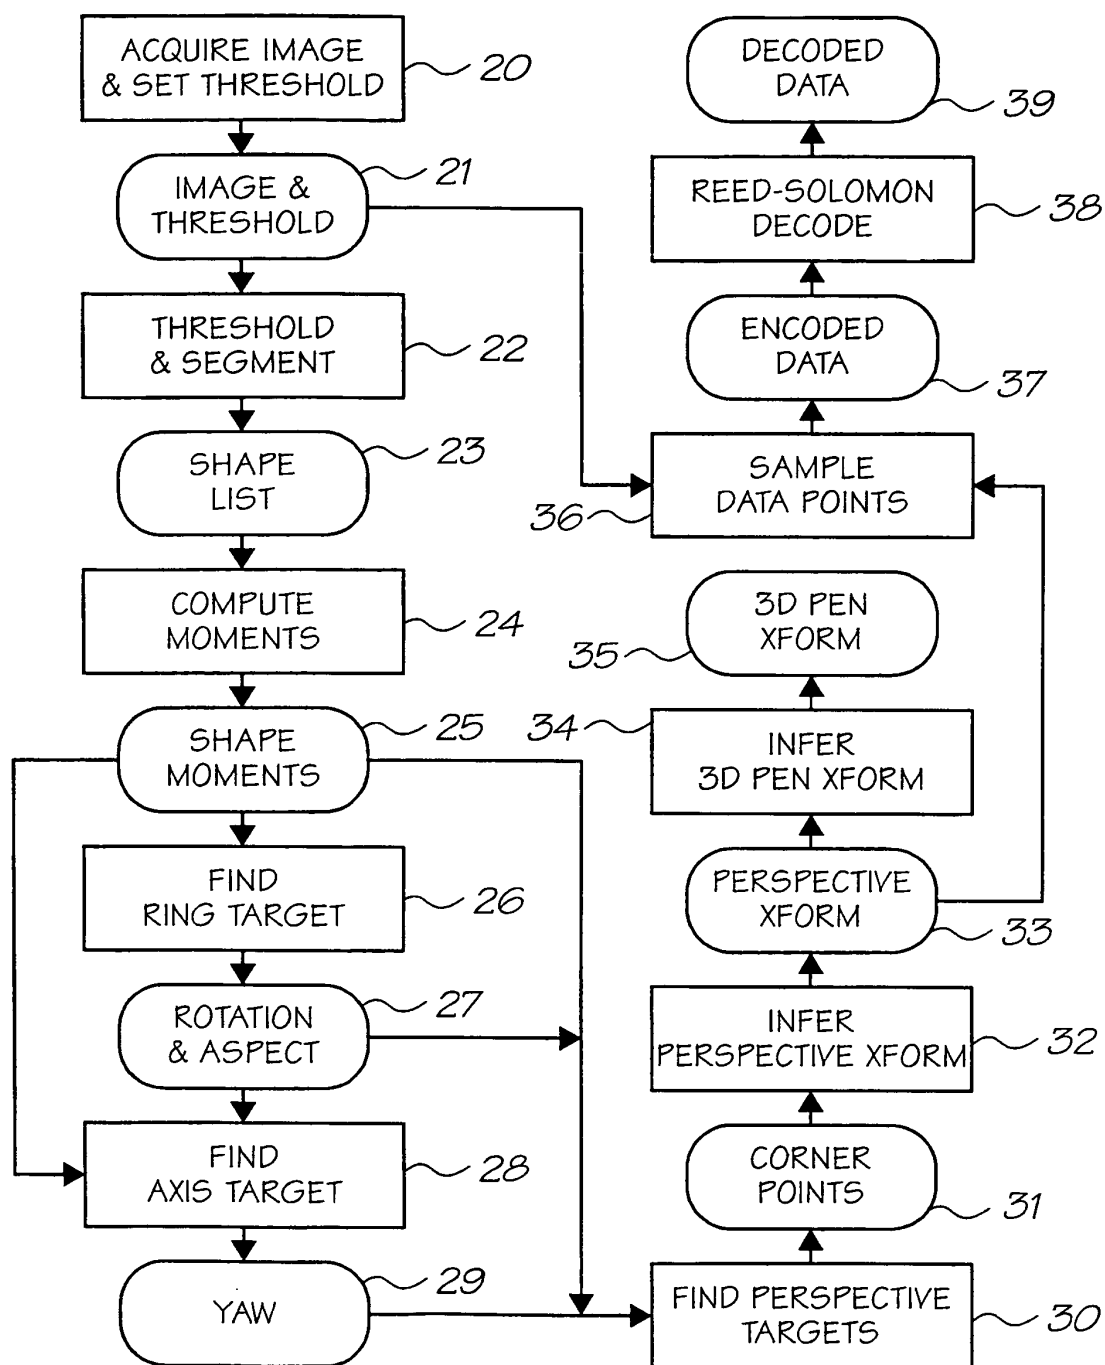 ACQUIRE IMAGE
& SET THRESHOLD
20
IMAGE &
THRESHOLD
21
THRESHOLD
& SEGMENT
22
SHAPE
LIST
23
COMPUTE
MOMENTS
24
SHAPE
MOMENTS
25
FIND
RING TARGET
26
ROTATION
& ASPECT
27
FIND
AXIS TARGET
28
YAW
29
FIND PERSPECTIVE
TARGETS
30
CORNER
POINTS
31
INFER
PERSPECTIVE XFORM
32
PERSPECTIVE
XFORM
33
INFER
3D PEN XFORM
34
3D PEN
XFORM
35
SAMPLE
DATA POINTS
36
ENCODED
DATA
37
REED-SOLOMON
DECODE
38
DECODED
DATA
39